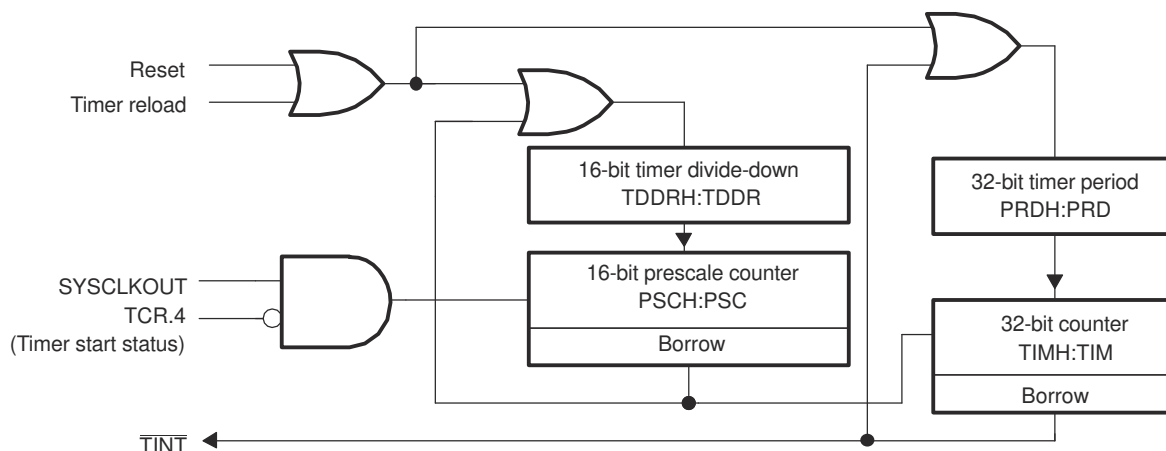 Reset
Timer reload
16-bit timer divide-down
TDDRH:TDDR
32-bit timer period
PRDH:PRD
SYSCLKOUT
TCR.4
(Timer start status)
16-bit prescale counter
PSCH:PSC
Borrow
32-bit counter
TIMH:TIM
Borrow
TINT